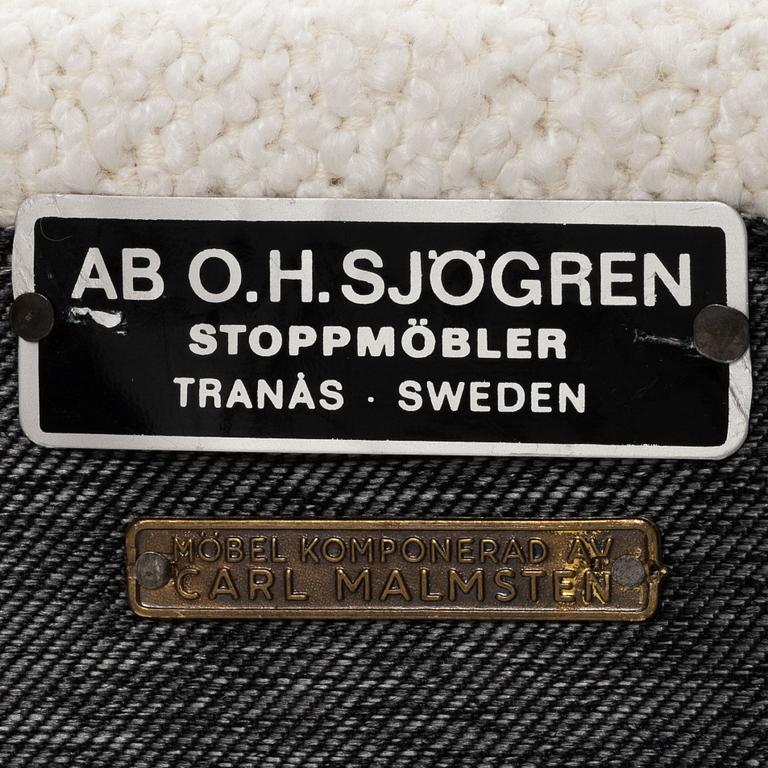 AB O.H. SJÖGREN
STOPPMÖBLER
TRANÅS · SWEDEN
MÖBEL KOMPONERAD AV
CARL MALMSTEN